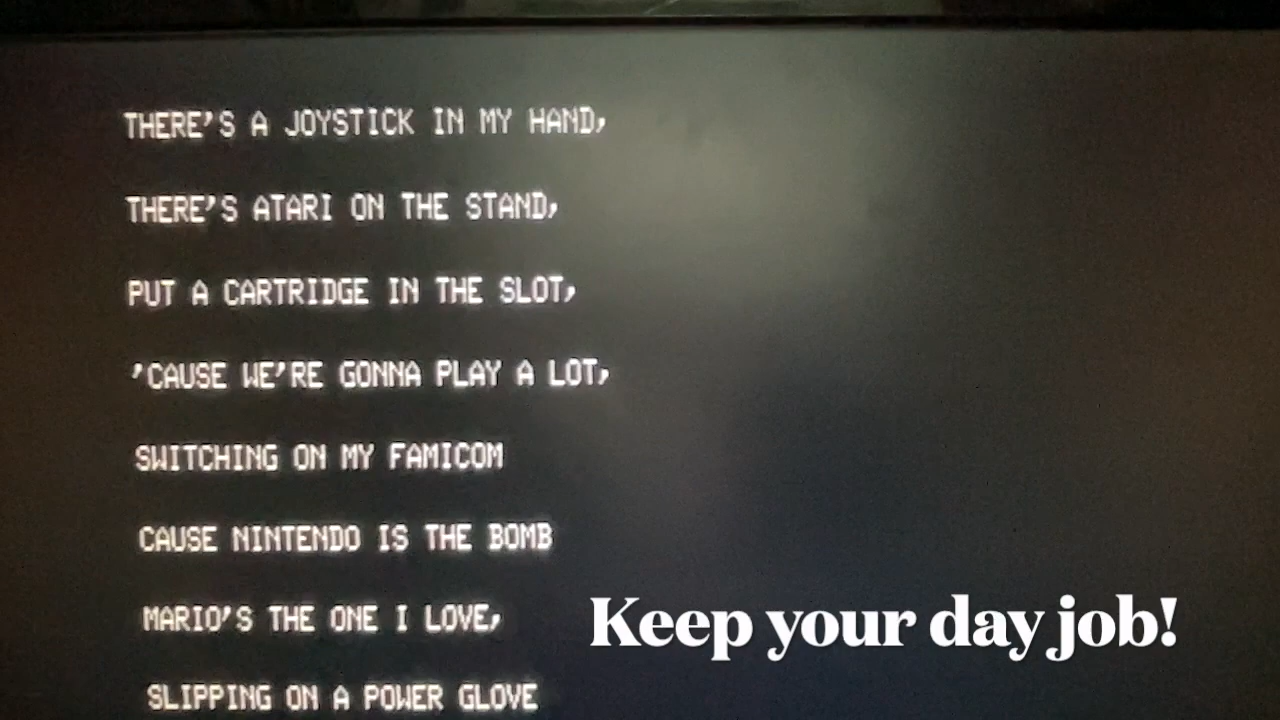 THERE'S A JOYSTICK IN MY HAND,
THERE'S ATARI ON THE STAND,
PUT A CARTRIDGE IN THE SLOT,
'CAUSE WE'RE GONNA PLAY A LOT,
SWITCHING ON MY FAMICOM
CAUSE NINTENDO IS THE BOMB
MARIO'S THE ONE I LOVE,
Keep your day job!
SLIPPING ON A POWER GLOVE